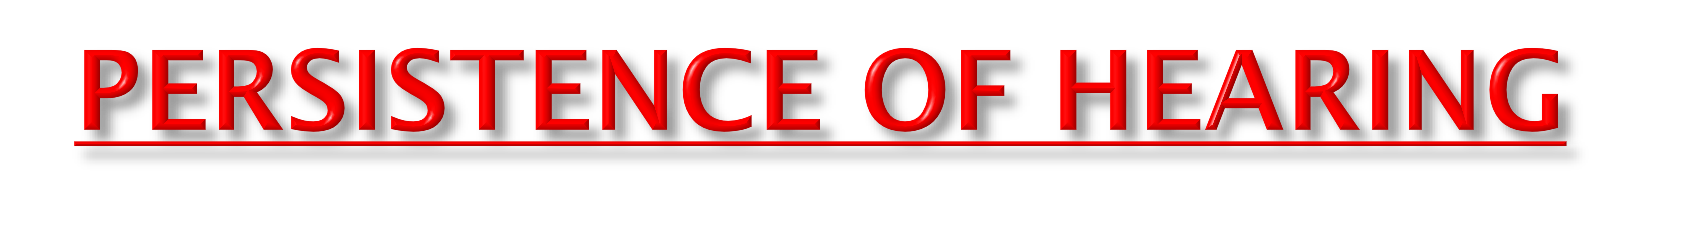 PERSISTENCE OF HEARING